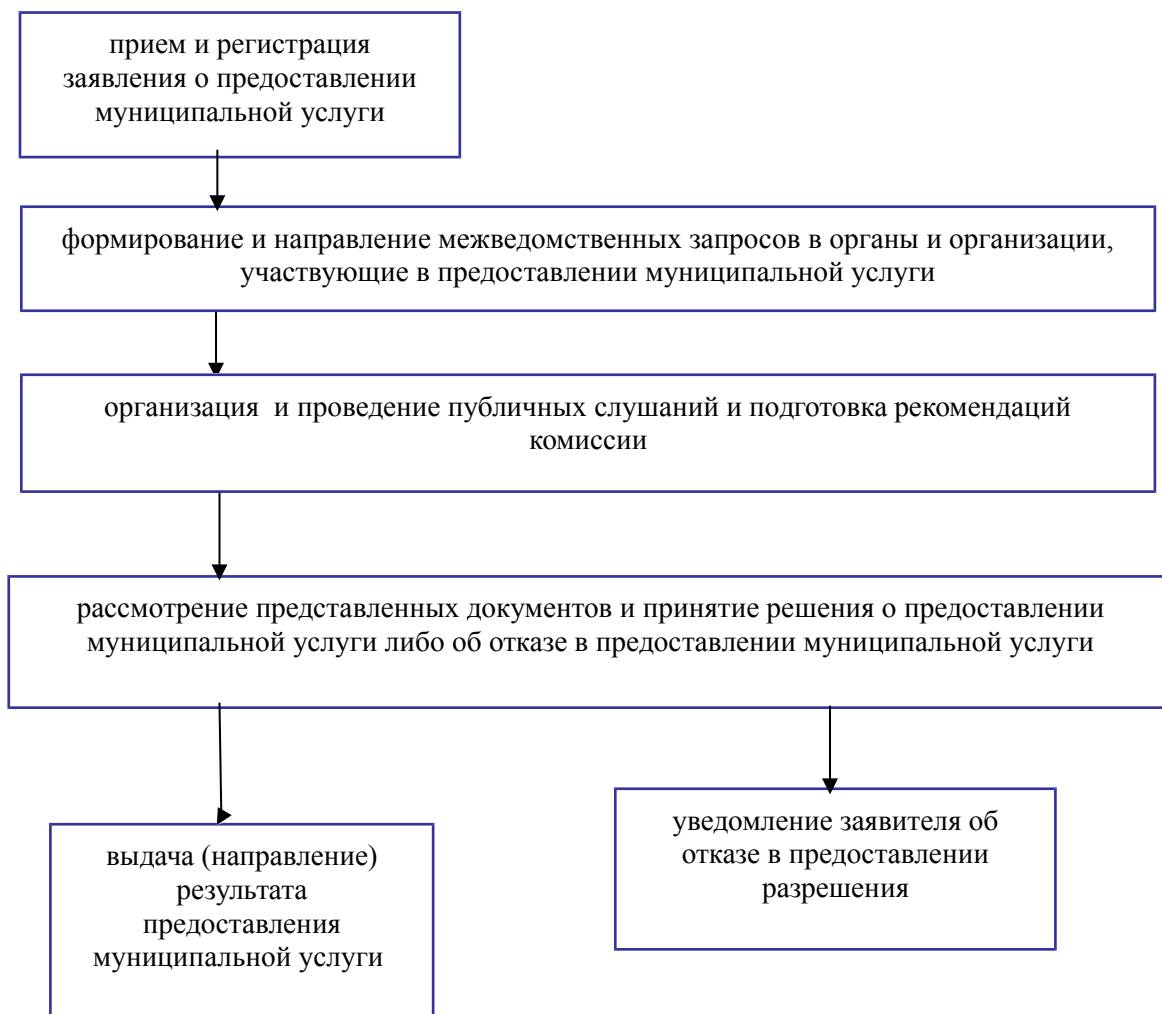 прием и регистрация
заявления о предоставлении
муниципальной услуги
формирование и направление межведомственных запросов в органы и организации,
участвующие в предоставлении муниципальной услуги
организация  и проведение публичных слушаний и подготовка рекомендаций
комиссии
рассмотрение представленных документов и принятие решения о предоставлении
муниципальной услуги либо об отказе в предоставлении муниципальной услуги
выдача (направление)
результата
предоставления
муниципальной услуги
уведомление заявителя об
отказе в предоставлении
разрешения